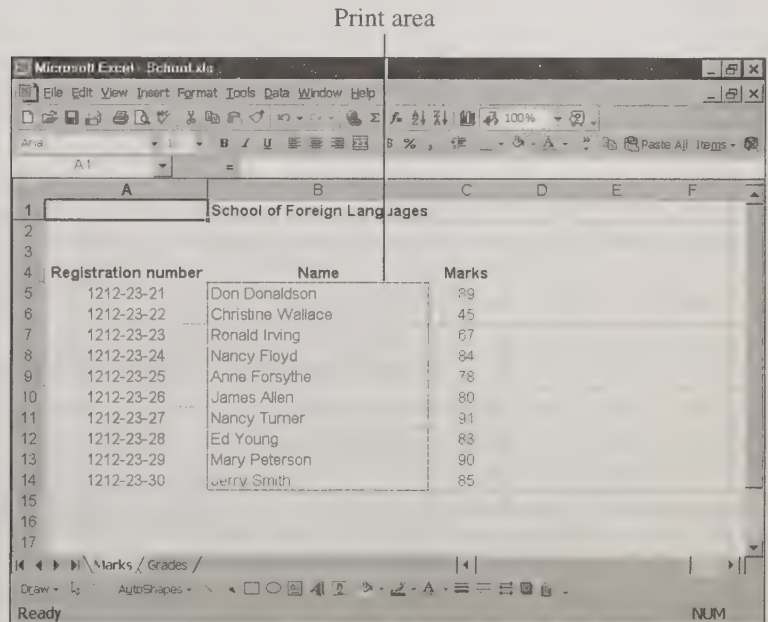 Print area
Microsoft Excel - School.xls
File Edit View Insert Format Tools Data Window Help
100%
Arial B I U % , A Paste All Items
A1 =
A B C D E F
1 School of Foreign Languages
2
3
4 Registration number Name Marks
5 1212-23-21 Don Donaldson 89
6 1212-23-22 Christine Wallace 45
7 1212-23-23 Ronald Irving 67
8 1212-23-24 Nancy Floyd 84
9 1212-23-25 Anne Forsythe 78
10 1212-23-26 James Allen 80
11 1212-23-27 Nancy Turner 91
12 1212-23-28 Ed Young 83
13 1212-23-29 Mary Peterson 90
14 1212-23-30 Jerry Smith 85
15
16
17
Marks / Grades /
Draw AutoShapes A
Ready NUM